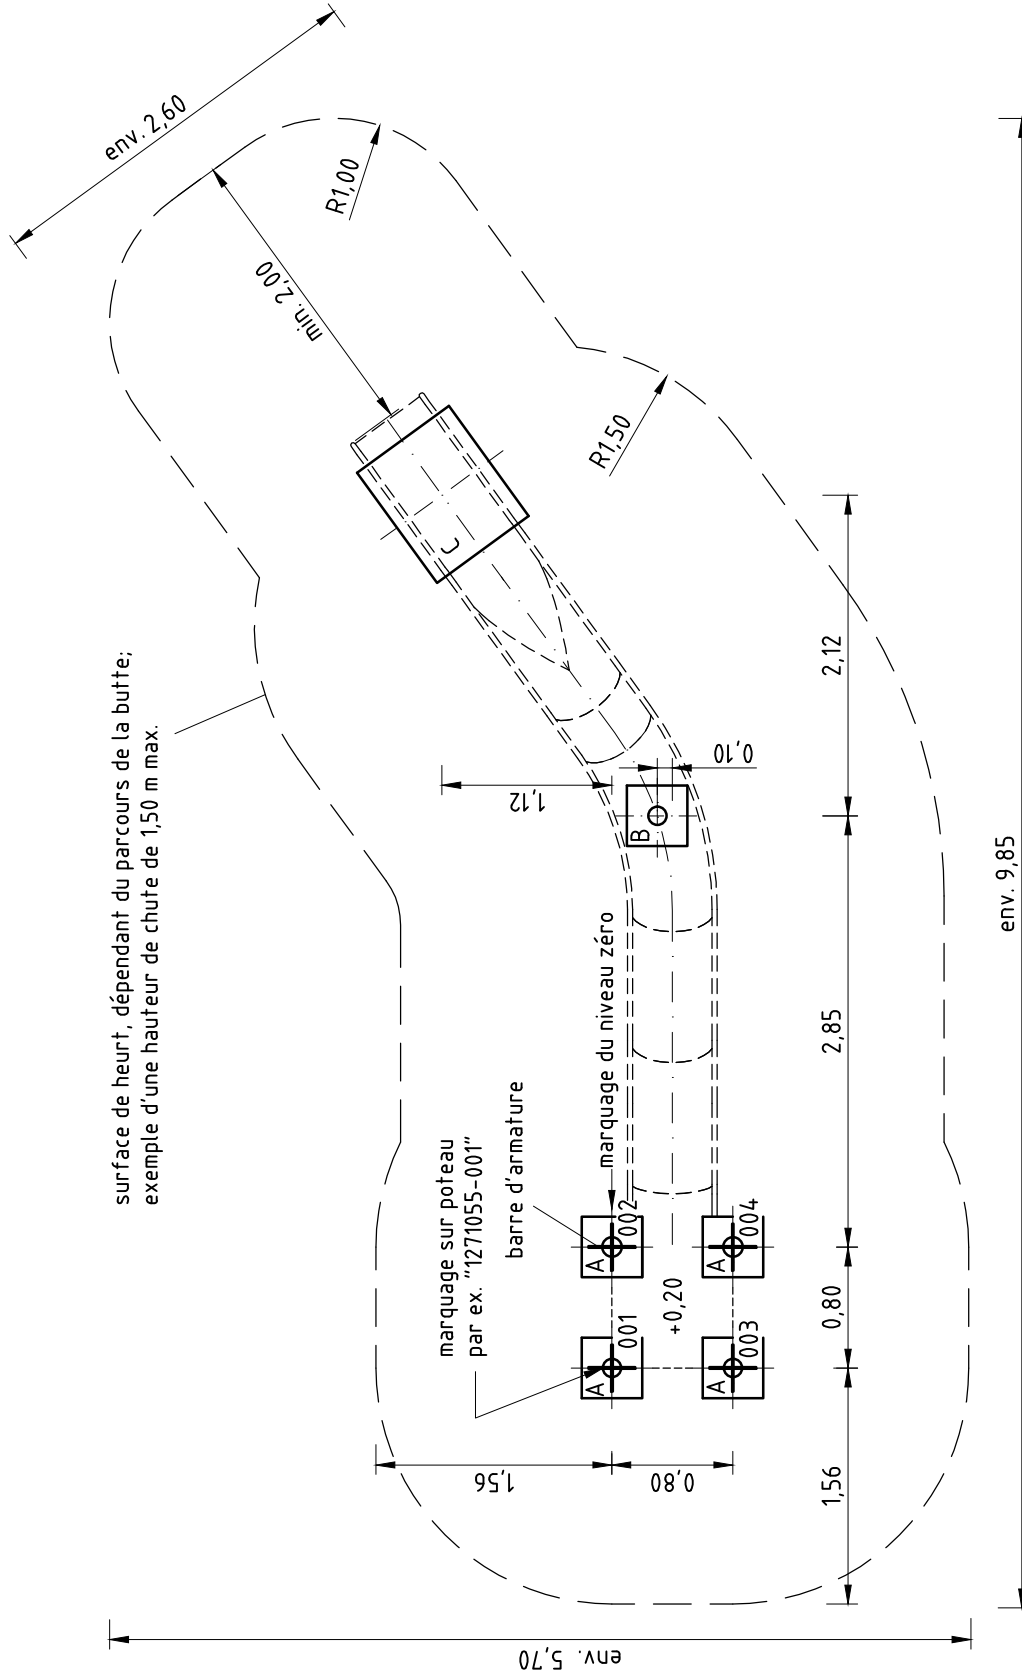 env. 2,60
R1,00
min. 2,00
R1,50
surface de heurt, dépendant du parcours de la butte;
exemple d'une hauteur de chute de 1,50 m max.
C
2,12
0,10
1,12
B
marquage du niveau zéro
2,85
env. 9,85
barre d'armature
marquage sur poteau
par ex. "1271055-001"
A
002
A
004
+0,20
0,80
A
001
A
003
1,56
0,80
1,56
env. 5,70